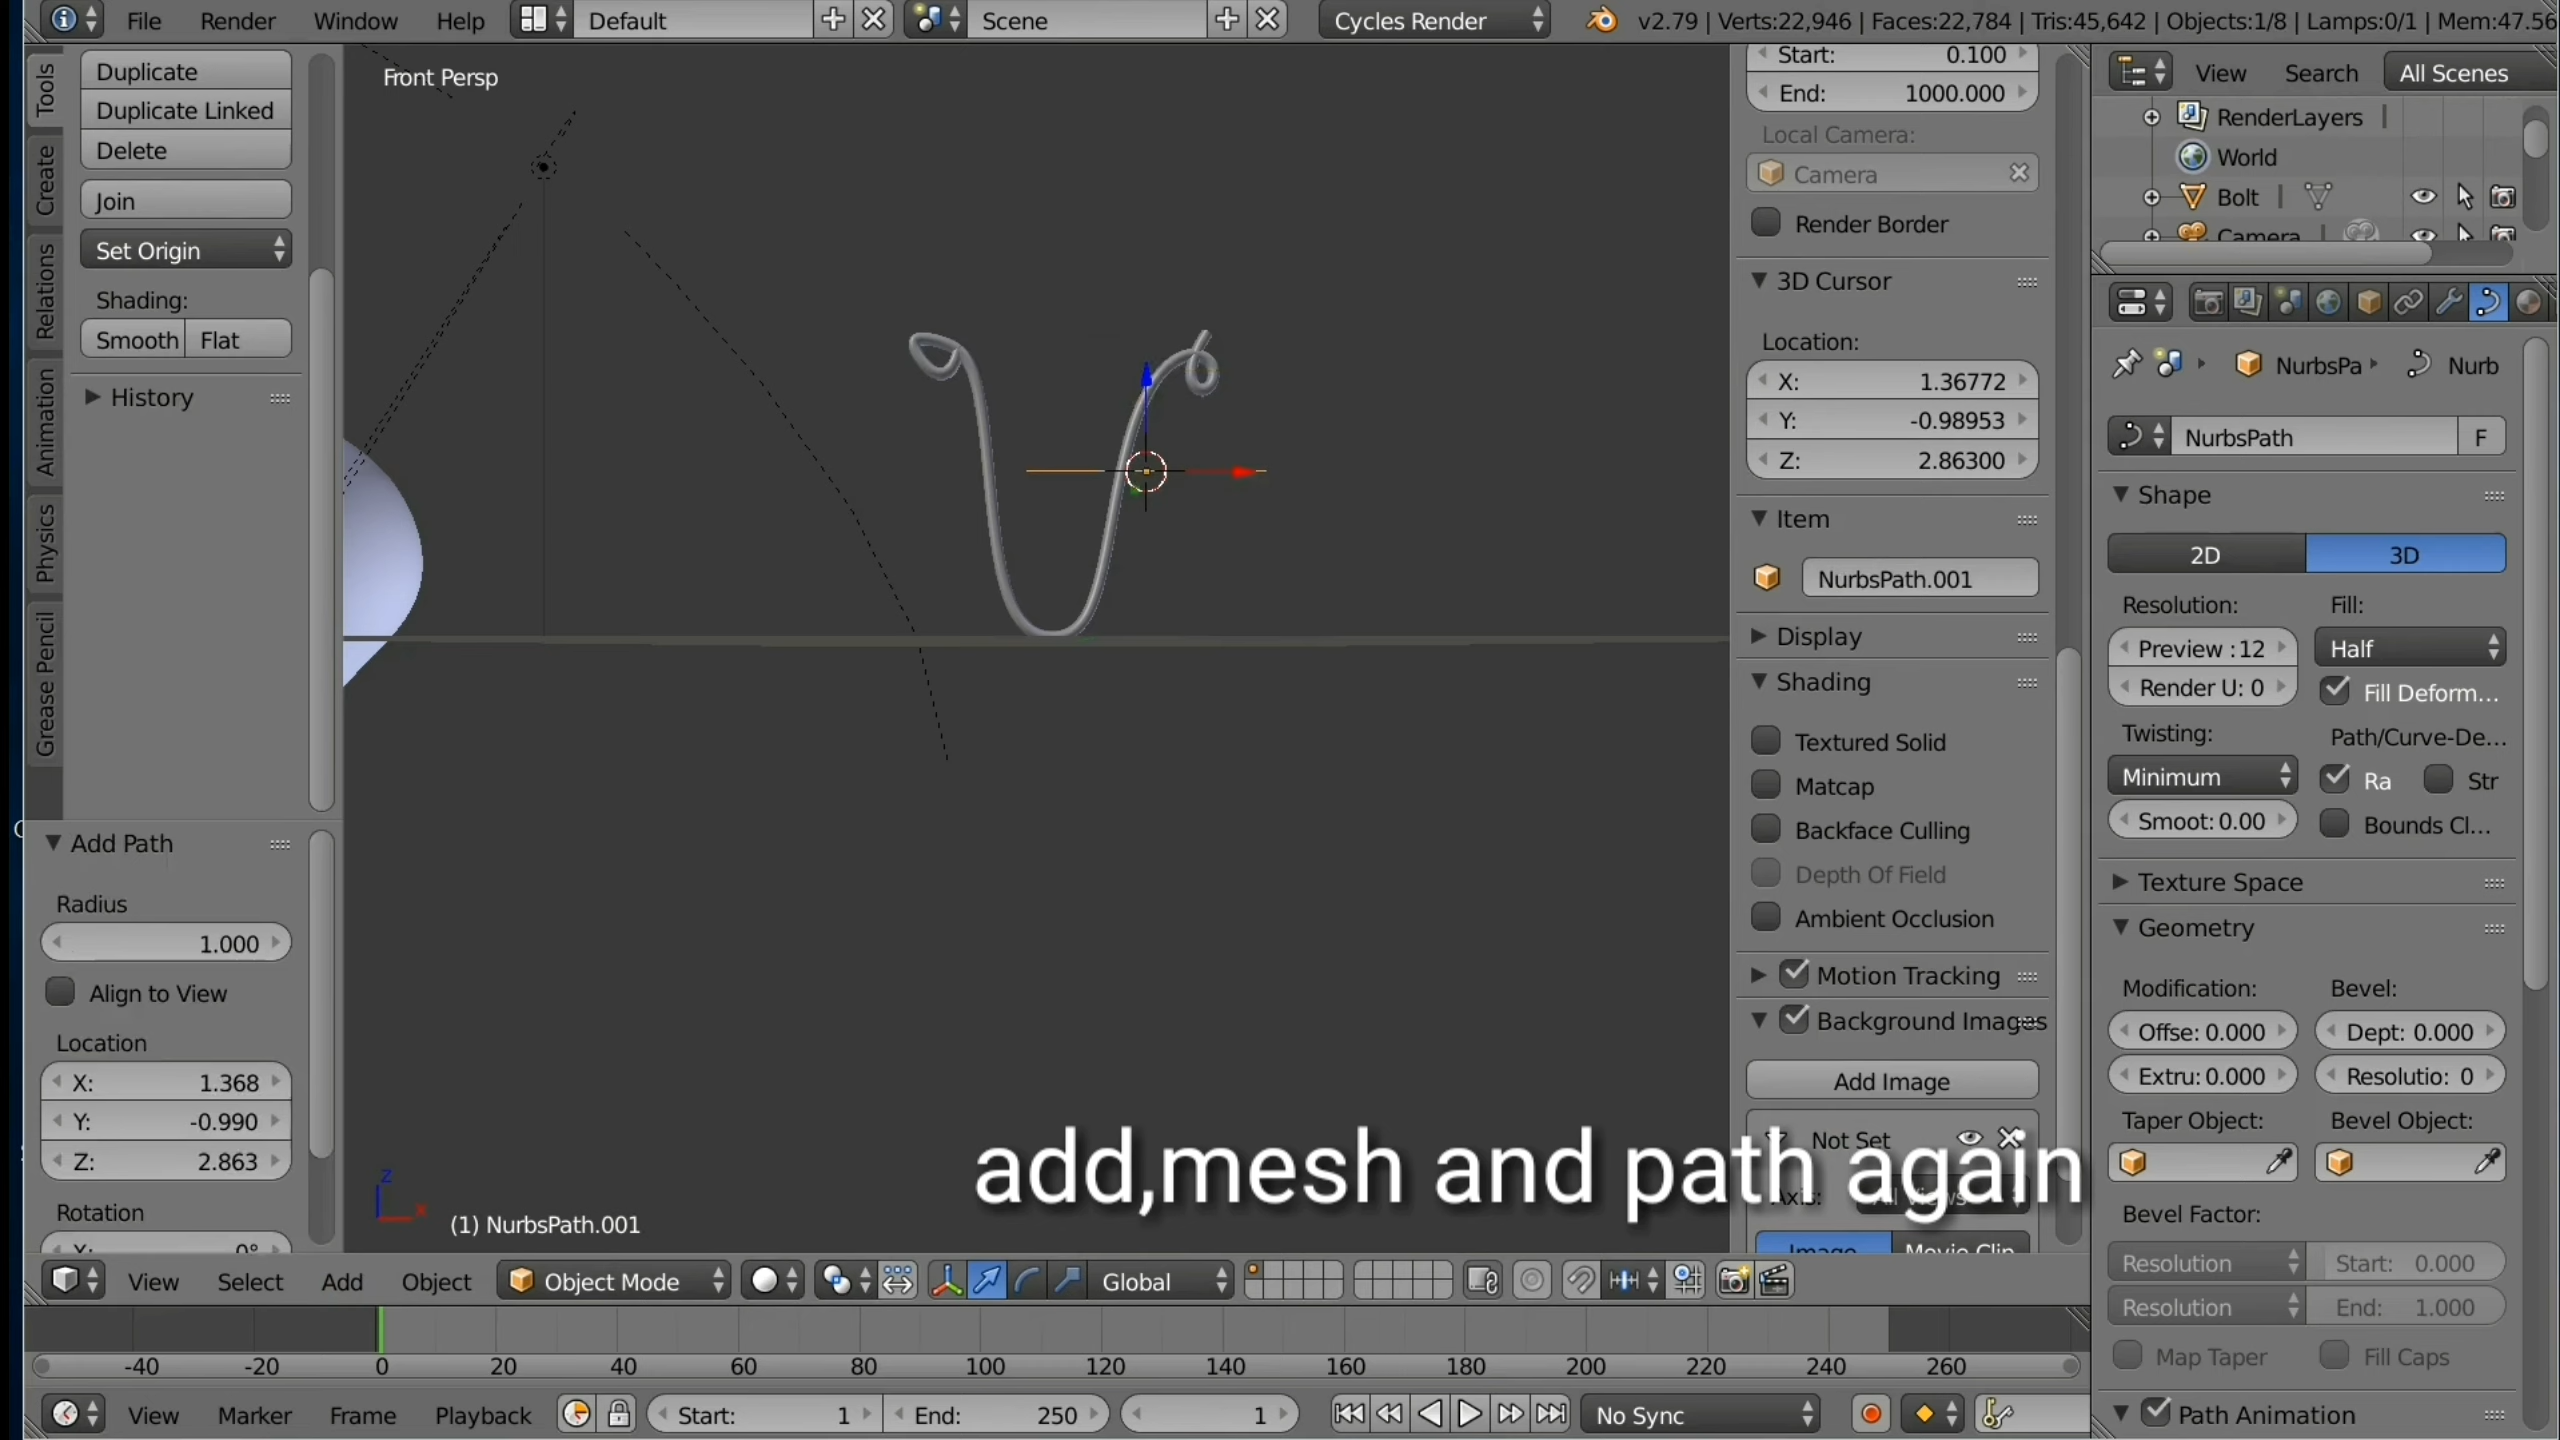 File Render Window Help Default Scene Cycles Render v2.79 | Verts:22,946 | Faces:22,784 | Tris:45,642 | Objects:1/8 | Lamps:0/1 | Mem:47.56
Tools
Create
Relations
Animation
Physics
Grease Pencil
Duplicate
Duplicate Linked
Delete
Join
Set Origin
Shading:
Smooth Flat
History
Add Path
Radius
1.000
Align to View
Location
X: 1.368
Y: -0.990
Z: 2.863
Rotation
X: 0°
Front Persp
z
x
(1) NurbsPath.001
Start: 0.100
End: 1000.000
Local Camera:
Camera
Render Border
3D Cursor
Location:
X: 1.36772
Y: -0.98953
Z: 2.86300
Item
NurbsPath.001
Display
Shading
Textured Solid
Matcap
Backface Culling
Depth Of Field
Ambient Occlusion
Motion Tracking
Background Images
Add Image
Not Set
add,mesh and path again
Axis: All Views
Image Movie Clip
View Search All Scenes
RenderLayers
World
Bolt
Camera
NurbsPa Nurb
NurbsPath F
Shape
2D 3D
Resolution: Fill:
Preview :12 Half
Render U: 0 Fill Deform...
Twisting: Path/Curve-De...
Minimum Ra Str
Smoot: 0.00 Bounds Cl...
Texture Space
Geometry
Modification: Bevel:
Offse: 0.000 Dept: 0.000
Extru: 0.000 Resolutio: 0
Taper Object: Bevel Object:
Bevel Factor:
Resolution Start: 0.000
Resolution End: 1.000
Map Taper Fill Caps
Path Animation
View Select Add Object Object Mode Global
-40 -20 0 20 40 60 80 100 120 140 160 180 200 220 240 260
View Marker Frame Playback Start: 1 End: 250 1 No Sync